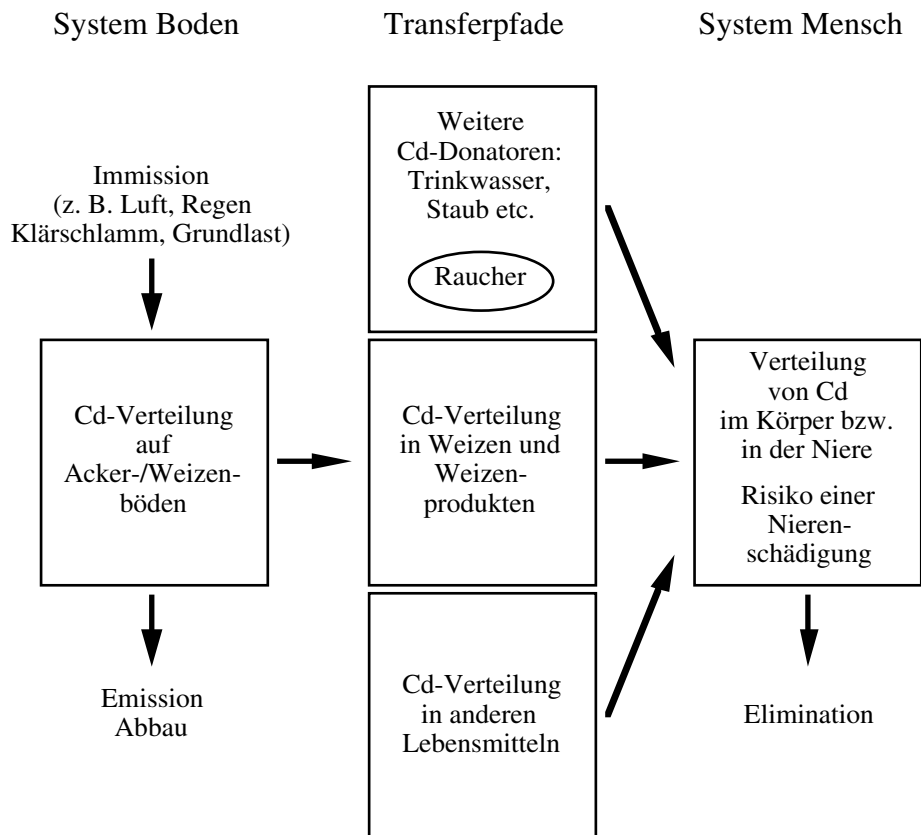 System Boden
Transferpfade
System Mensch
Immission
(z. B. Luft, Regen
Klärschlamm, Grundlast)
Cd-Verteilung
auf
Acker-/Weizen-
böden
Emission
Abbau
Weitere
Cd-Donatoren:
Trinkwasser,
Staub etc.
Raucher
Cd-Verteilung
in Weizen und
Weizen-
produkten
Cd-Verteilung
in anderen
Lebensmitteln
Verteilung
von Cd
im Körper bzw.
in der Niere
Risiko einer
Nieren-
schädigung
Elimination